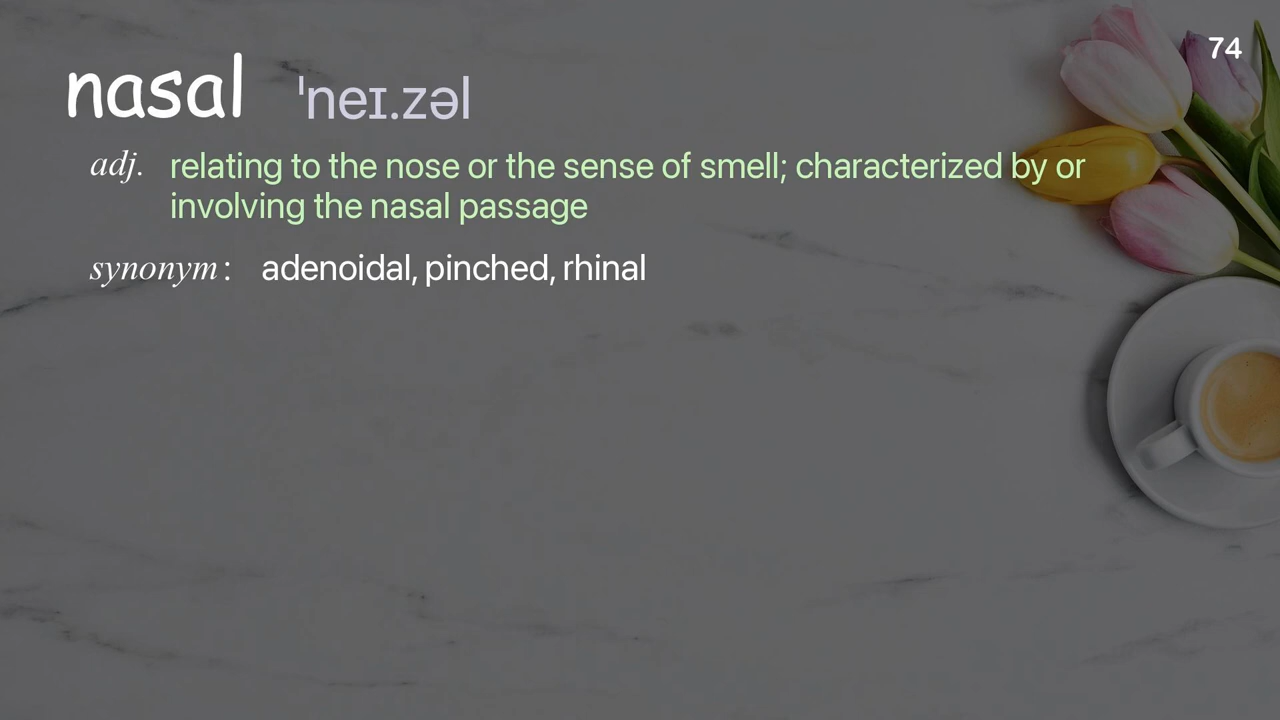 74
nasal ˈneɪ.zəl
adj. relating to the nose or the sense of smell; characterized by or
involving the nasal passage
synonym: adenoidal, pinched, rhinal